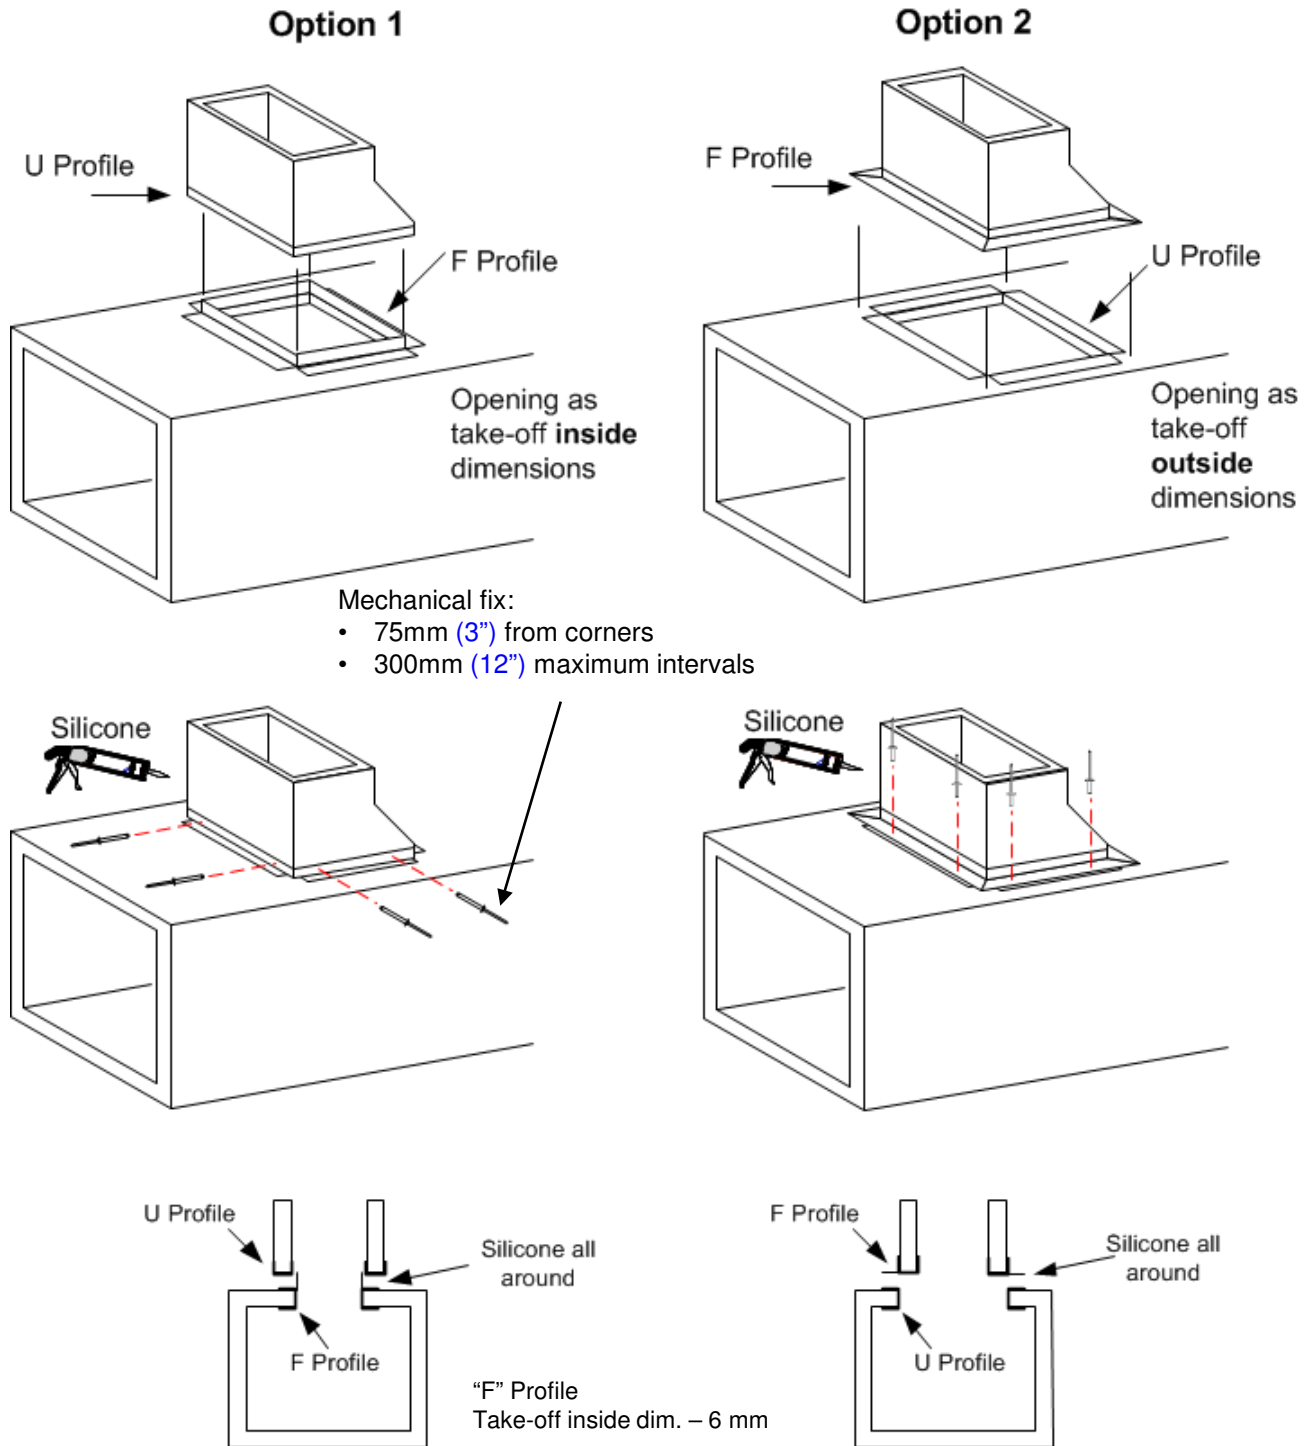 Option 1
Option 2
U Profile
F Profile
F Profile
U Profile
Opening as
take-off inside
dimensions
Opening as
take-off
outside
dimensions
Mechanical fix:
• 75mm (3”) from corners
• 300mm (12”) maximum intervals
Silicone
Silicone
U Profile
Silicone all
around
F Profile
F Profile
Silicone all
around
U Profile
“F” Profile
Take-off inside dim. – 6 mm